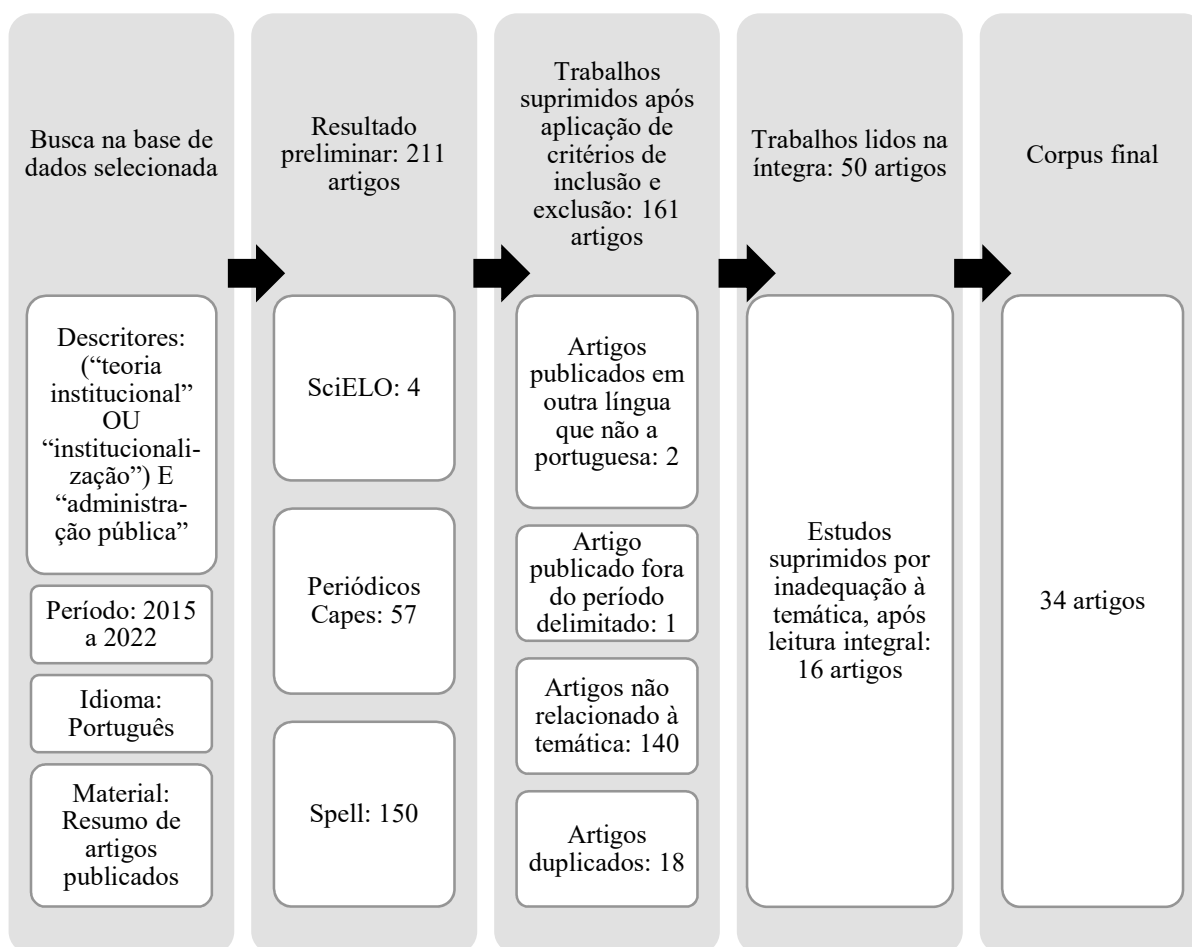 Busca na base de
dados selecionada
Descritores:
(“teoria
institucional”
OU
“institucionali-
zação”) E
“administra-
ção pública”
Período: 2015
a 2022
Idioma:
Português
Material:
Resumo de
artigos
publicados
Resultado
preliminar: 211
artigos
SciELO: 4
Periódicos
Capes: 57
Spell: 150
Trabalhos
suprimidos após
aplicação de
critérios de
inclusão e
exclusão: 161
artigos
Artigos
publicados em
outra língua
que não a
portuguesa: 2
Artigo
publicado fora
do período
delimitado: 1
Artigos não
relacionado à
temática: 140
Artigos
duplicados: 18
Trabalhos lidos na
íntegra: 50 artigos
Estudos
suprimidos por
inadequação à
temática, após
leitura integral:
16 artigos
Corpus final
34 artigos